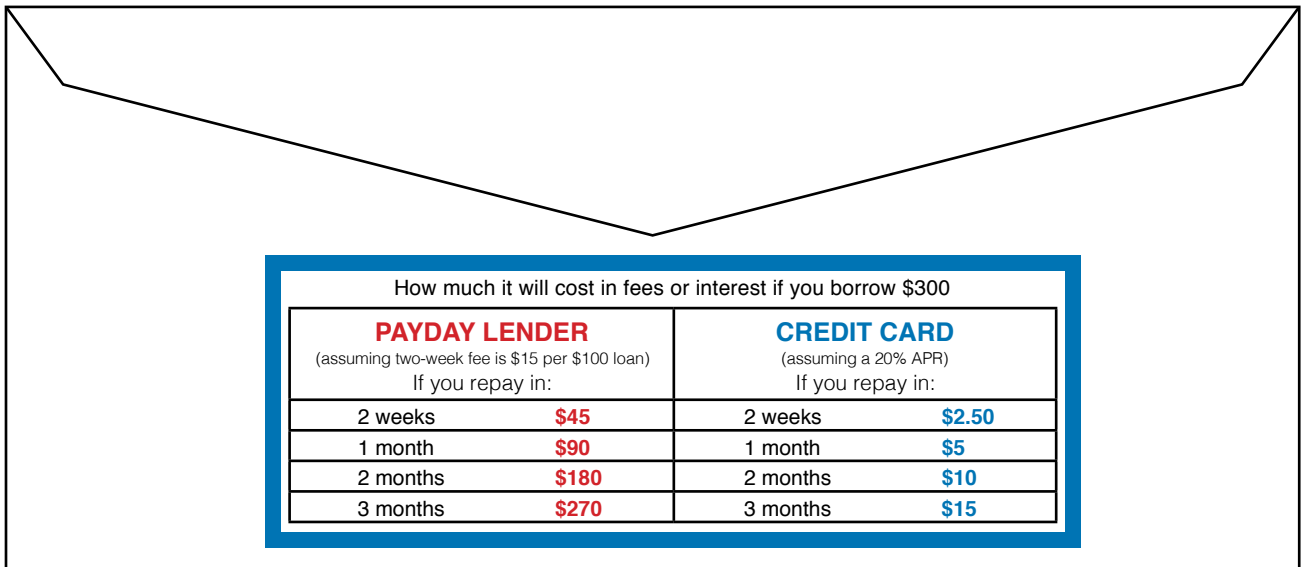 How much it will cost in fees or interest if you borrow $300
PAYDAY LENDER
(assuming two-week fee is $15 per $100 loan)
If you repay in:
CREDIT CARD
(assuming a 20% APR)
If you repay in:
2 weeks $45 2 weeks $2.50
1 month $90 1 month $5
2 months $180 2 months $10
3 months $270 3 months $15